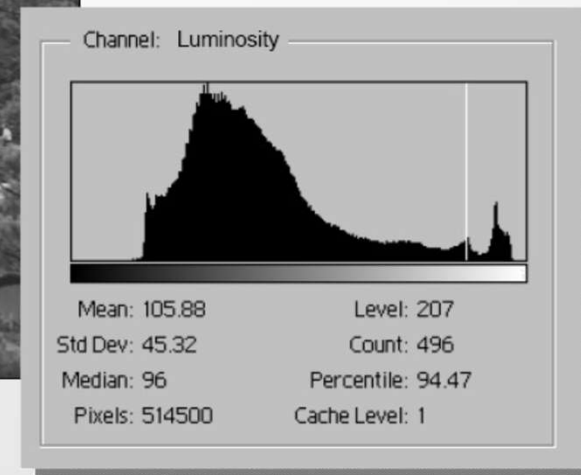 Channel: Luminosity
Mean: 105.88 Level: 207
Std Dev: 45.32 Count: 496
Median: 96 Percentile: 94.47
Pixels: 514500 Cache Level: 1